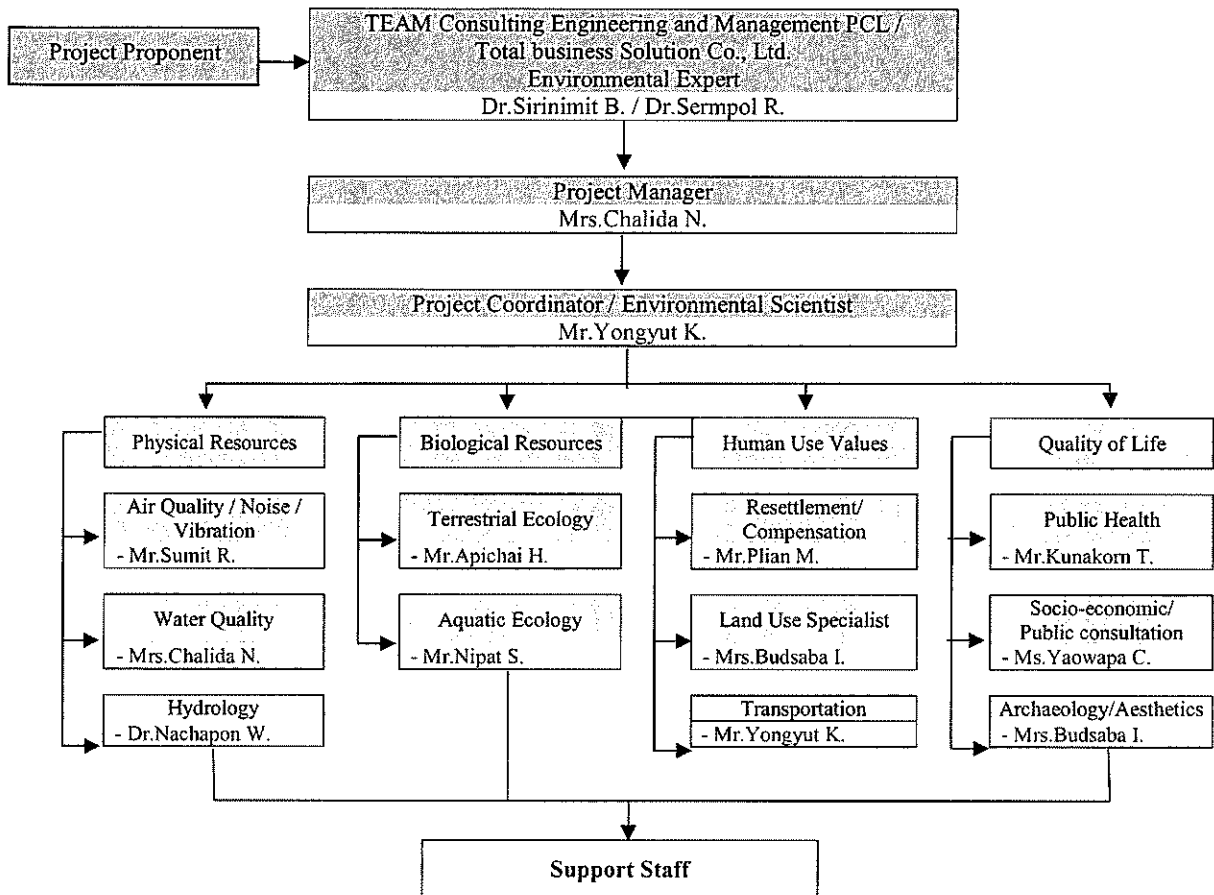 Project Proponent
TEAM Consulting Engineering and Management PCL /
Total business Solution Co., Ltd.
Environmental Expert
Dr.Sirinimit B. / Dr.Sermpol R.
Project Manager
Mrs.Chalida N.
Project Coordinator / Environmental Scientist
Mr.Yongyut K.
Physical Resources
Air Quality / Noise /
Vibration
- Mr.Sumit R.
Water Quality
- Mrs.Chalida N.
Hydrology
- Dr.Nachapon W.
Biological Resources
Terrestrial Ecology
- Mr.Apichai H.
Aquatic Ecology
- Mr.Nipat S.
Human Use Values
Resettlement/
Compensation
- Mr.Plian M.
Land Use Specialist
- Mrs.Budsaba I.
Transportation
- Mr.Yongyut K.
Quality of Life
Public Health
- Mr.Kunakorn T.
Socio-economic/
Public consultation
- Ms.Yaowapa C.
Archaeology/Aesthetics
- Mrs.Budsaba I.
Support Staff